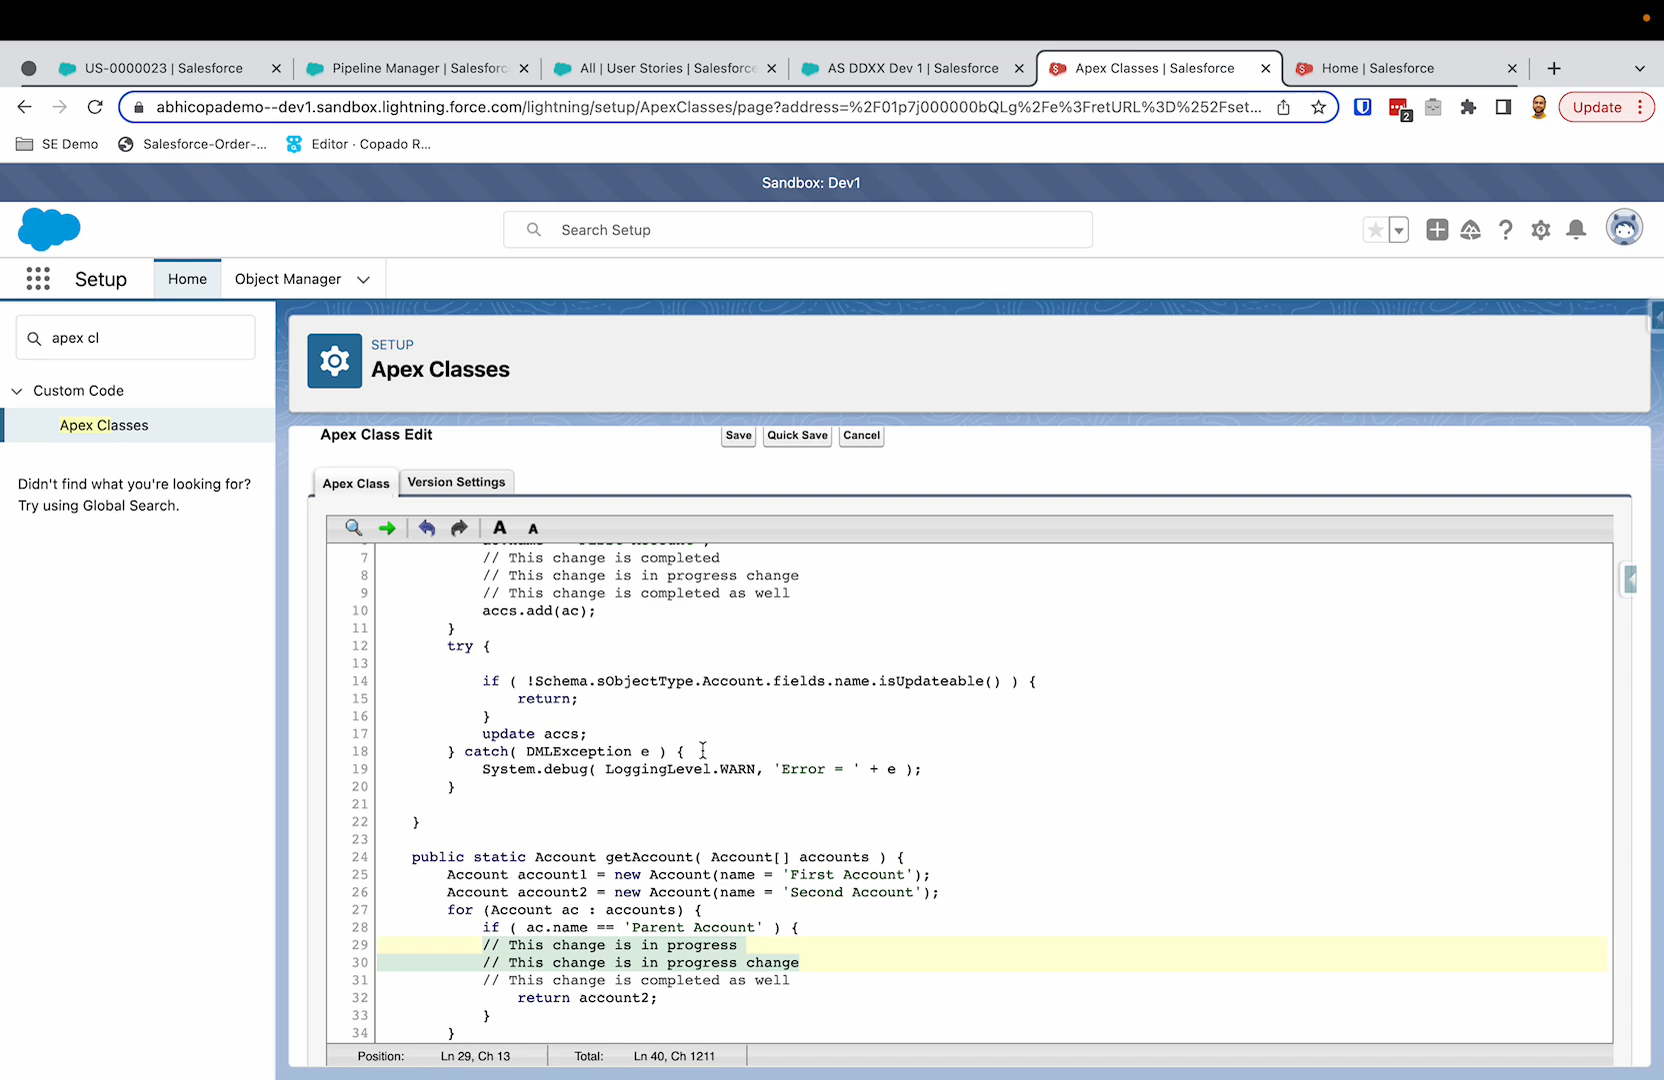 US-0000023 | Salesforce
Pipeline Manager | Salesforc
All | User Stories | Salesforce
AS DDXX Dev 1 | Salesforce
Apex Classes | Salesforce
Home | Salesforce
abhicopademo--dev1.sandbox.lightning.force.com/lightning/setup/ApexClasses/page?address=%2F01p7j000000bQLg%2Fe%3FretURL%3D%252Fset...
2
Update
SE Demo
Salesforce-Order-...
Editor · Copado R...
Sandbox: Dev1
Search Setup
Setup
Home
Object Manager
apex cl
Custom Code
Apex Classes
Didn't find what you're looking for?
Try using Global Search.
SETUP
Apex Classes
Apex Class Edit
Save
Quick Save
Cancel
Apex Class
Version Settings
A A
7 // This change is completed
8 // This change is in progress change
9 // This change is completed as well
10 accs.add(ac);
11 }
12 try {
13
14 if ( !Schema.sObjectType.Account.fields.name.isUpdateable() ) {
15 return;
16 }
17 update accs;
18 } catch( DMLException e ) {
19 System.debug( LoggingLevel.WARN, 'Error = ' + e );
20 }
21
22 }
23
24 public static Account getAccount( Account[] accounts ) {
25 Account account1 = new Account(name = 'First Account');
26 Account account2 = new Account(name = 'Second Account');
27 for (Account ac : accounts) {
28 if ( ac.name == 'Parent Account' ) {
29 // This change is in progress
30 // This change is in progress change
31 // This change is completed as well
32 return account2;
33 }
34 }
Position: Ln 29, Ch 13 Total: Ln 40, Ch 1211